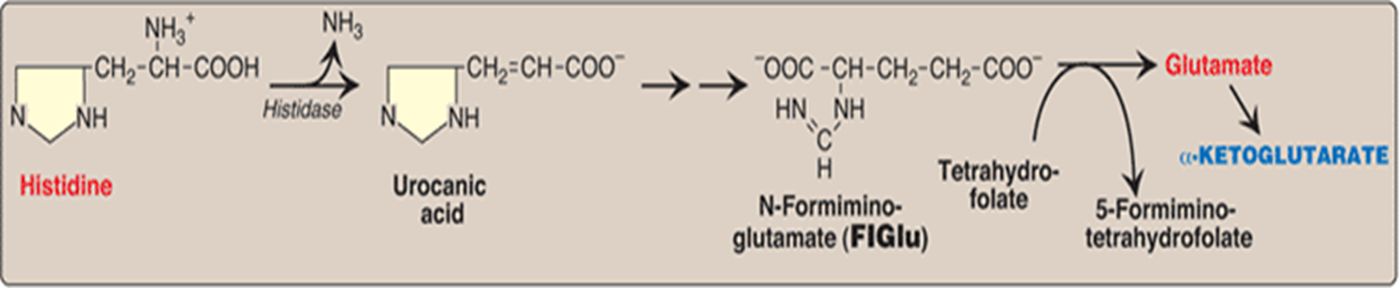 NH₃⁺
CH₂-CH-COOH
N
NH
Histidine
NH₃
Histidase
CH₂=CH-COO⁻
N
NH
Urocanic
acid
⁻OOC-CH-CH₂-CH₂-COO⁻
HN
NH
C
H
N-Formimino-
glutamate (FIGlu)
Tetrahydro-
folate
5-Formimino-
tetrahydrofolate
Glutamate
α-KETOGLUTARATE